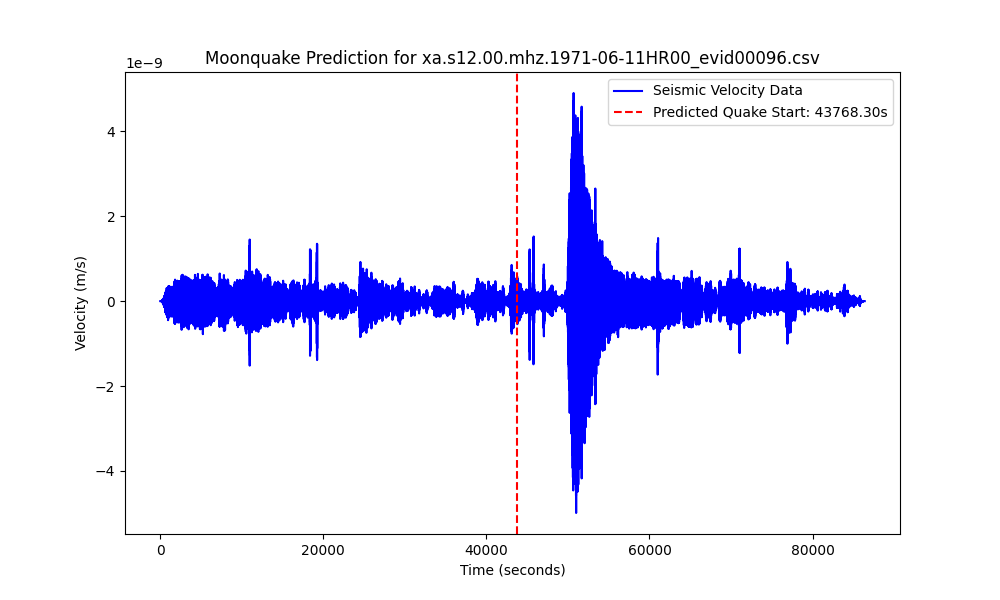 Moonquake Prediction for xa.s12.00.mhz.1971-06-11HR00_evid00096.csv
1e−9
Seismic Velocity Data
Predicted Quake Start: 43768.30s
4
2
0
−2
−4
Velocity (m/s)
0 20000 40000 60000 80000
Time (seconds)